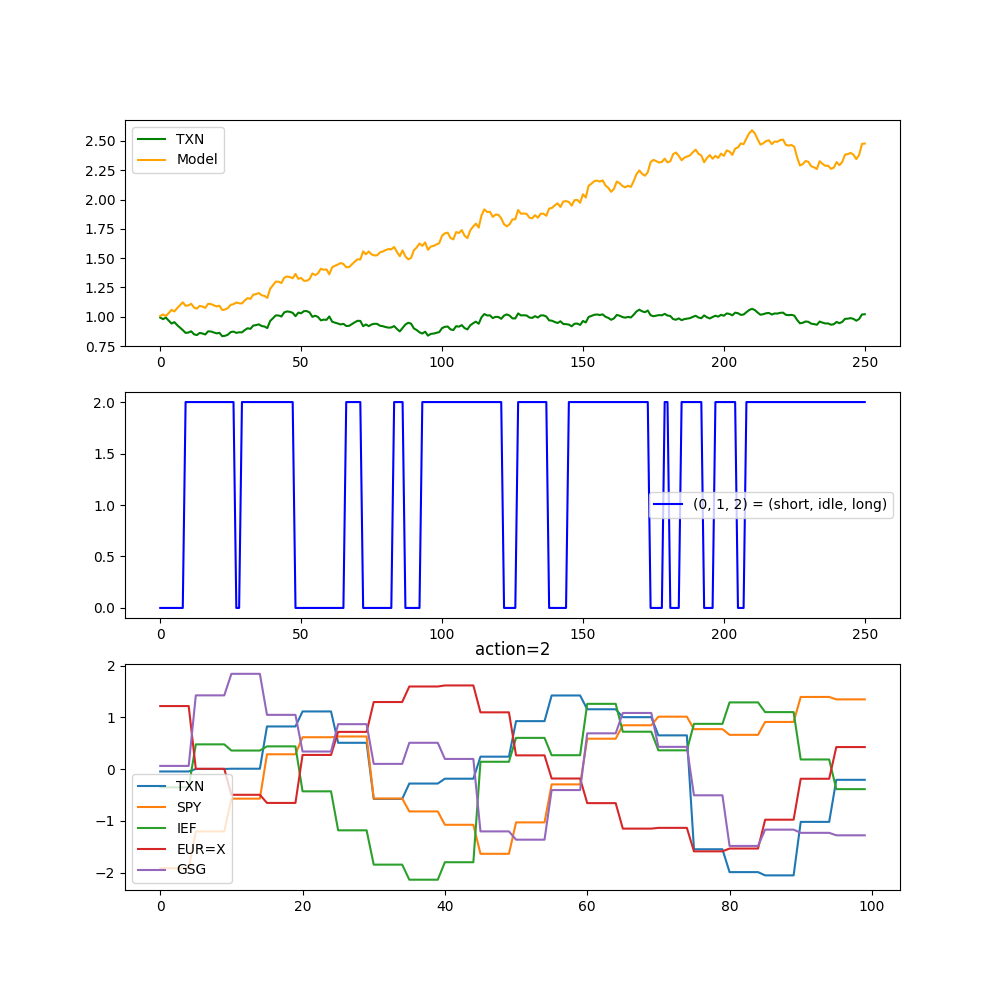 TXN
Model
2.50
2.25
2.00
1.75
1.50
1.25
1.00
0.75
0 50 100 150 200 250
2.0
1.5
1.0
0.5
0.0
(0, 1, 2) = (short, idle, long)
0 50 100 150 200 250
action=2
2
1
0
−1
−2
TXN
SPY
IEF
EUR=X
GSG
0 20 40 60 80 100